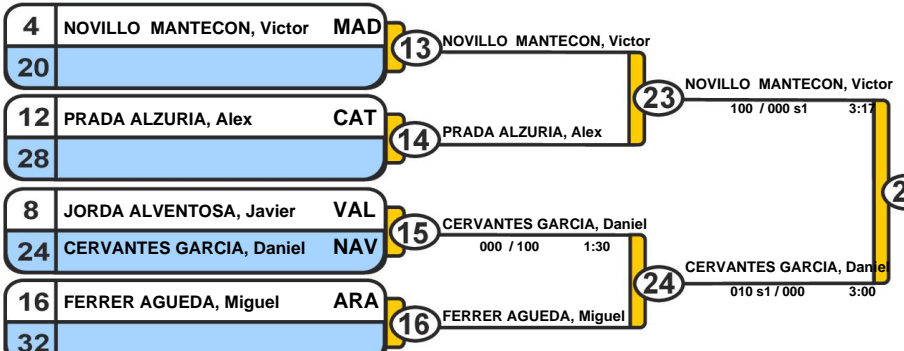 4 NOVILLO MANTECON, Victor MAD
20
13 NOVILLO MANTECON, Victor
12 PRADA ALZURIA, Alex CAT
28
14 PRADA ALZURIA, Alex
23 NOVILLO MANTECON, Victor
100 / 000 s1 3:17
8 JORDA ALVENTOSA, Javier VAL
24 CERVANTES GARCIA, Daniel NAV
15 CERVANTES GARCIA, Daniel
000 / 100 1:30
16 FERRER AGUEDA, Miguel ARA
32
16 FERRER AGUEDA, Miguel
24 CERVANTES GARCIA, Daniel
010 s1 / 000 3:00